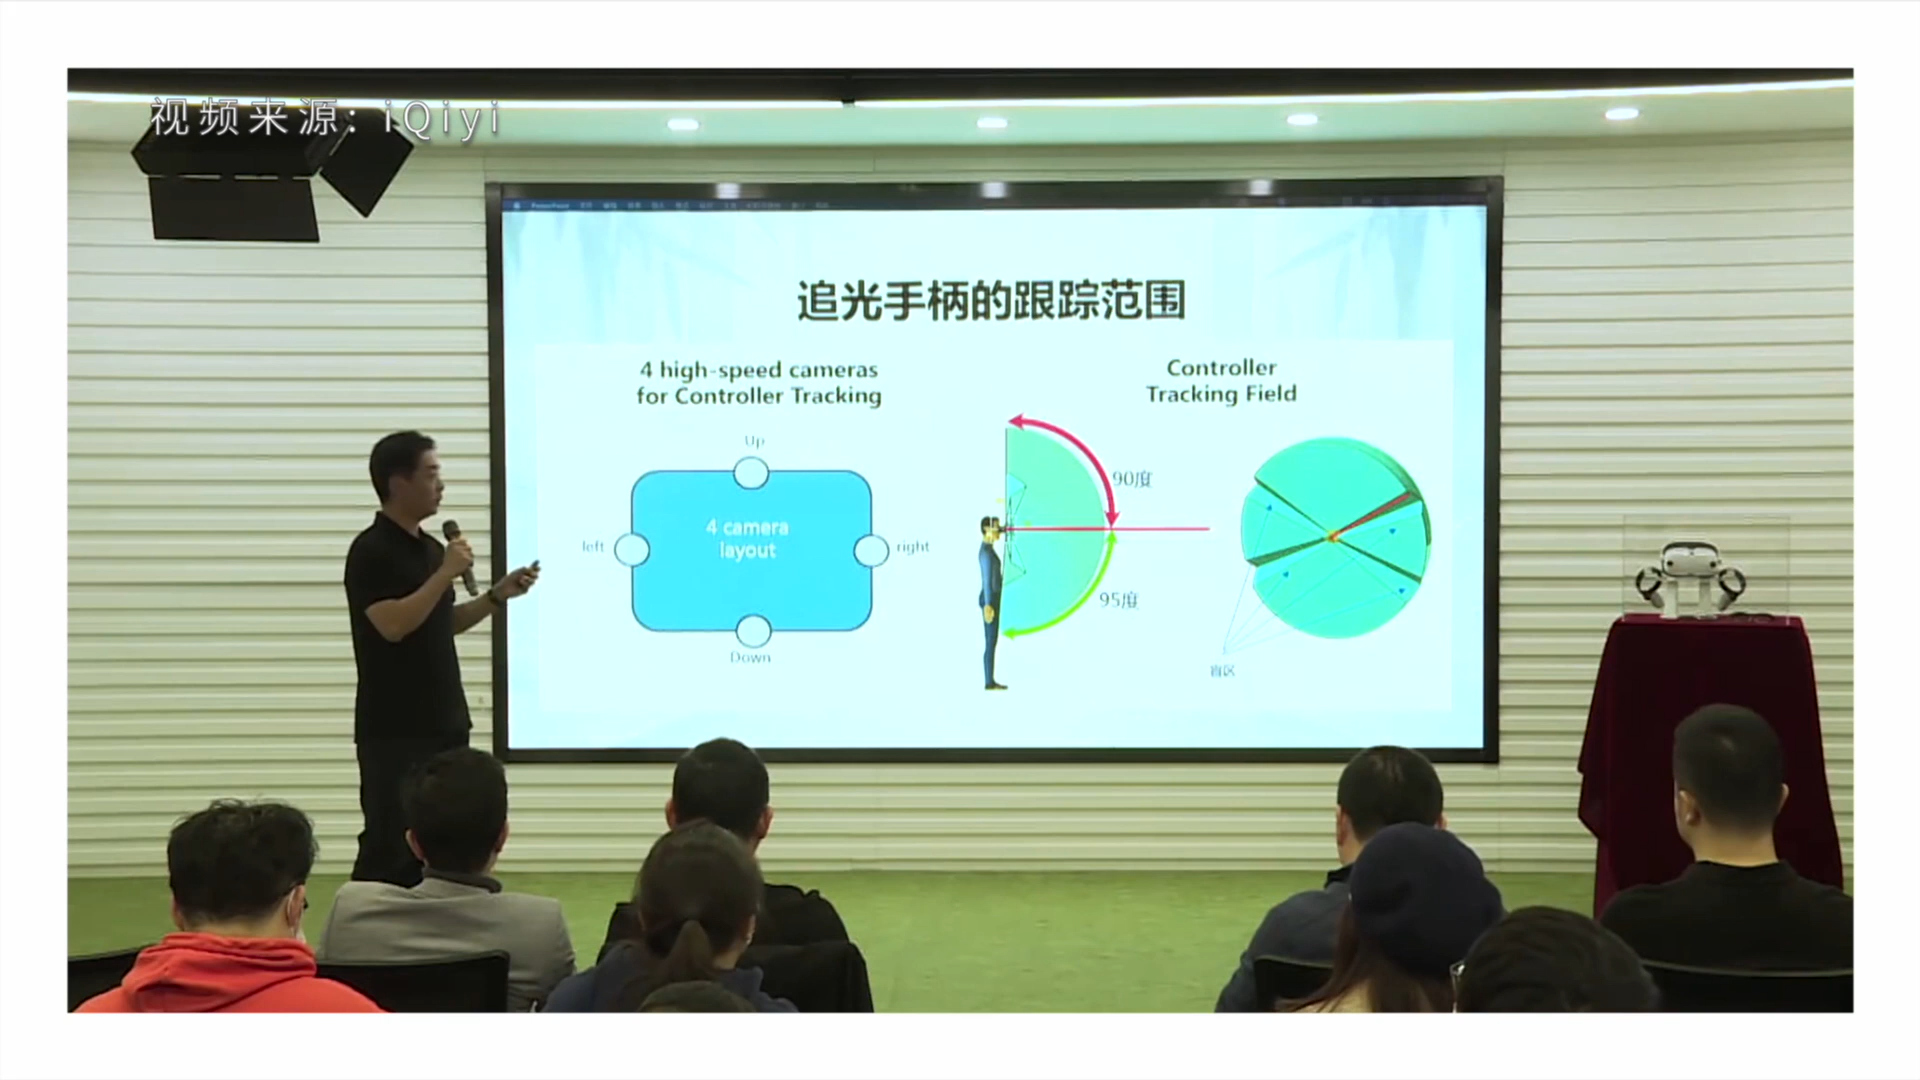 视频来源: iQiyi
追光手柄的跟踪范围
4 high-speed cameras
for Controller Tracking
Controller
Tracking Field
Up
90度
4 camera
layout
left
right
95度
Down
盲区